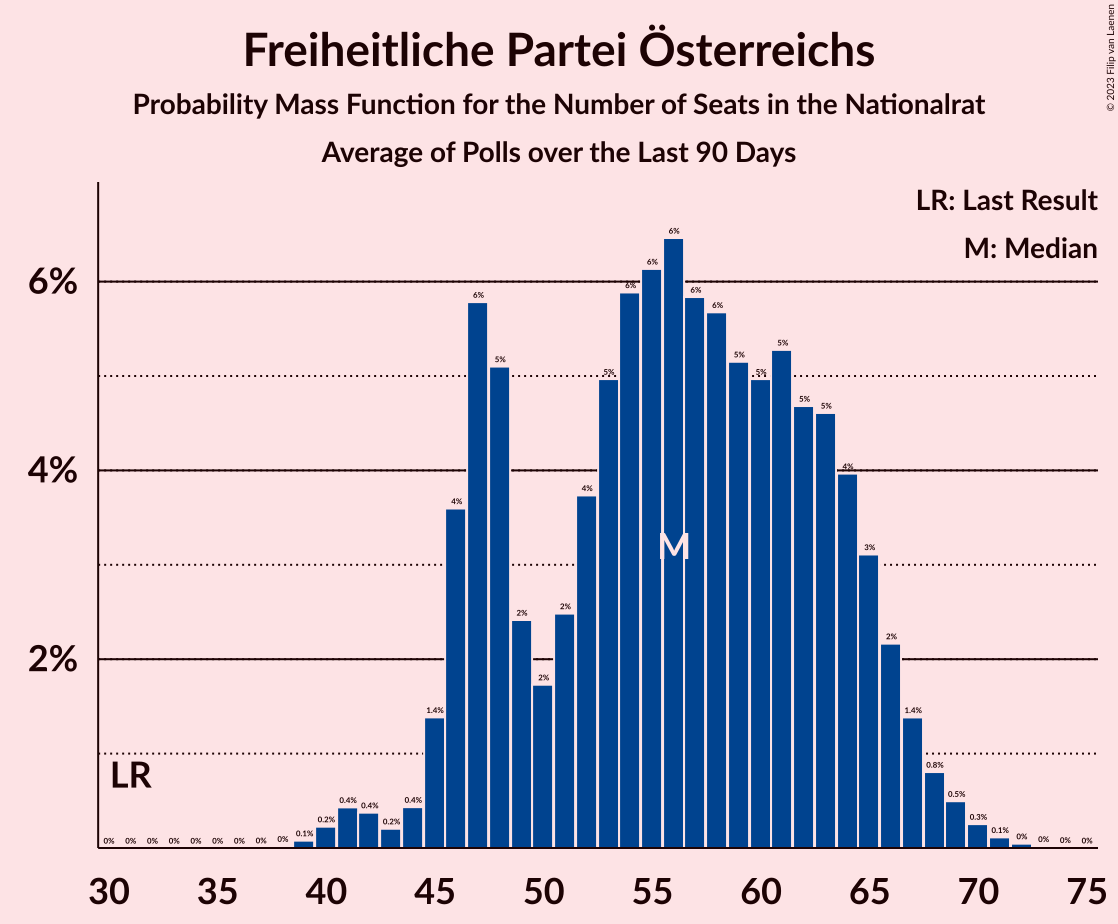 Freiheitliche Partei Österreichs
Probability Mass Function for the Number of Seats in the Nationalrat
Average of Polls over the Last 90 Days
© 2023 Filip van Laenen
LR: Last Result
M: Median
6%
4%
2%
0% 0% 0% 0% 0% 0% 0% 0% 0% 0.1% 0.2% 0.4% 0.4% 0.2% 0.4% 1.4% 4% 6% 5% 2% 2% 2% 4% 5% 6% 6% 6% 6% 6% 5% 5% 5% 5% 5% 4% 3% 2% 1.4% 0.8% 0.5% 0.3% 0.1% 0% 0% 0% 0%
LR
M
30 35 40 45 50 55 60 65 70 75